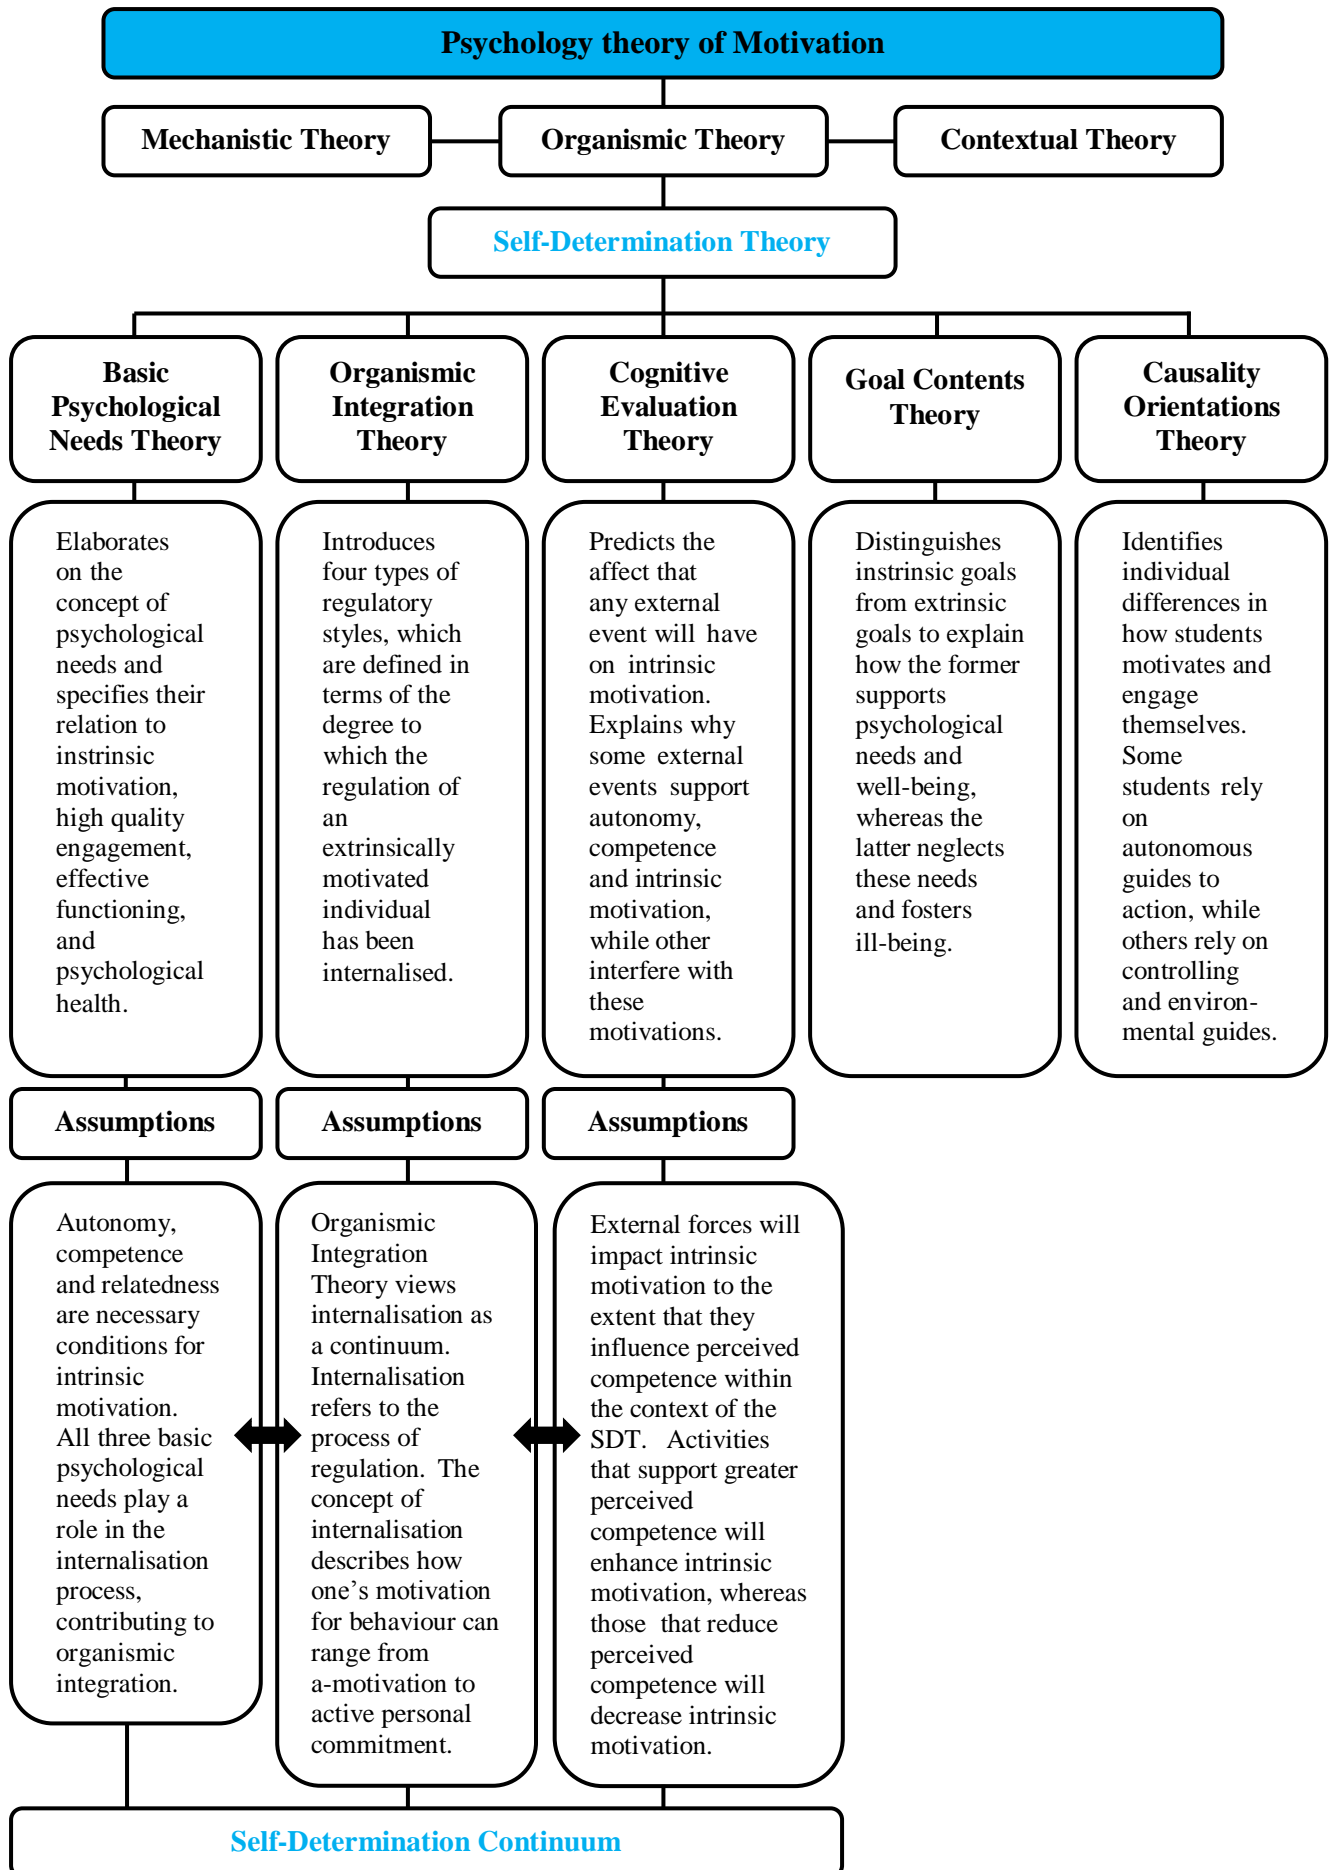 Psychology theory of Motivation
Mechanistic Theory
Organismic Theory
Contextual Theory
Self-Determination Theory
Basic
Psychological
Needs Theory
Organismic
Integration
Theory
Cognitive
Evaluation
Theory
Goal Contents
Theory
Causality
Orientations
Theory
Elaborates
on the
concept of
psychological
needs and
specifies their
relation to
instrinsic
motivation,
high quality
engagement,
effective
functioning,
and
psychological
health.
Introduces
four types of
regulatory
styles, which
are defined in
terms of the
degree to
which the
regulation of
an
extrinsically
motivated
individual
has been
internalised.
Predicts the
affect that
any external
event will have
on intrinsic
motivation.
Explains why
some external
events support
autonomy,
competence
and intrinsic
motivation,
while other
interfere with
these
motivations.
Distinguishes
instrinsic goals
from extrinsic
goals to explain
how the former
supports
psychological
needs and
well-being,
whereas the
latter neglects
these needs
and fosters
ill-being.
Identifies
individual
differences in
how students
motivates and
engage
themselves.
Some
students rely
on
autonomous
guides to
action, while
others rely on
controlling
and environ-
mental guides.
Assumptions
Assumptions
Assumptions
Autonomy,
competence
and relatedness
are necessary
conditions for
intrinsic
motivation.
All three basic
psychological
needs play a
role in the
internalisation
process,
contributing to
organismic
integration.
Organismic
Integration
Theory views
internalisation as
a continuum.
Internalisation
refers to the
process of
regulation. The
concept of
internalisation
describes how
one's motivation
for behaviour can
range from
a-motivation to
active personal
commitment.
External forces will
impact intrinsic
motivation to the
extent that they
influence perceived
competence within
the context of the
SDT. Activities
that support greater
perceived
competence will
enhance intrinsic
motivation, whereas
those that reduce
perceived
competence will
decrease intrinsic
motivation.
Self-Determination Continuum